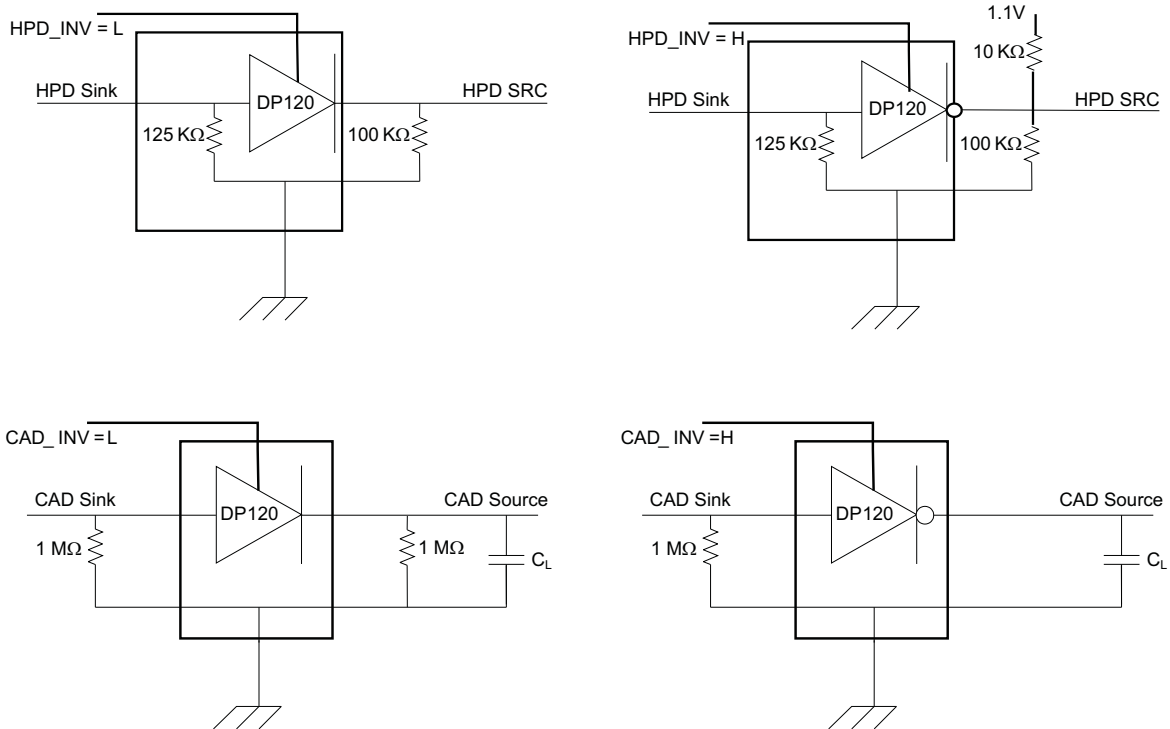 HPD_INV = L
HPD Sink
DP120
HPD SRC
125 KΩ
100 KΩ
1.1V
HPD_INV = H
10 KΩ
HPD Sink
DP120
HPD SRC
125 KΩ
100 KΩ
CAD_ INV = L
CAD Sink
DP120
CAD Source
1 MΩ
1 MΩ
CL
CAD_ INV =H
CAD Sink
DP120
CAD Source
1 MΩ
CL